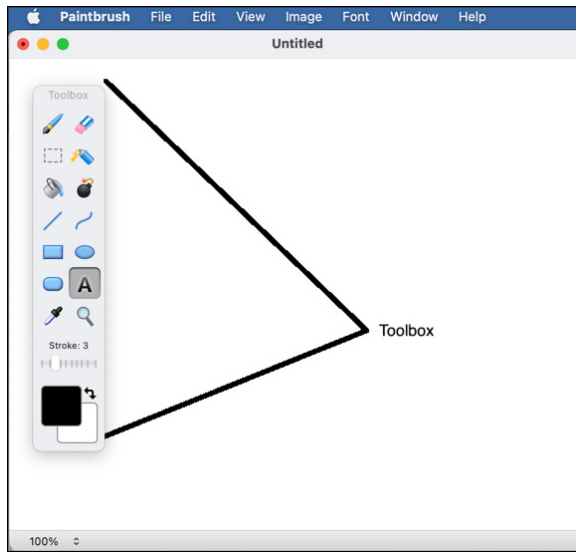 Paintbrush File Edit View Image Font Window Help
Untitled
Toolbox
A
Stroke: 3
Toolbox
100%